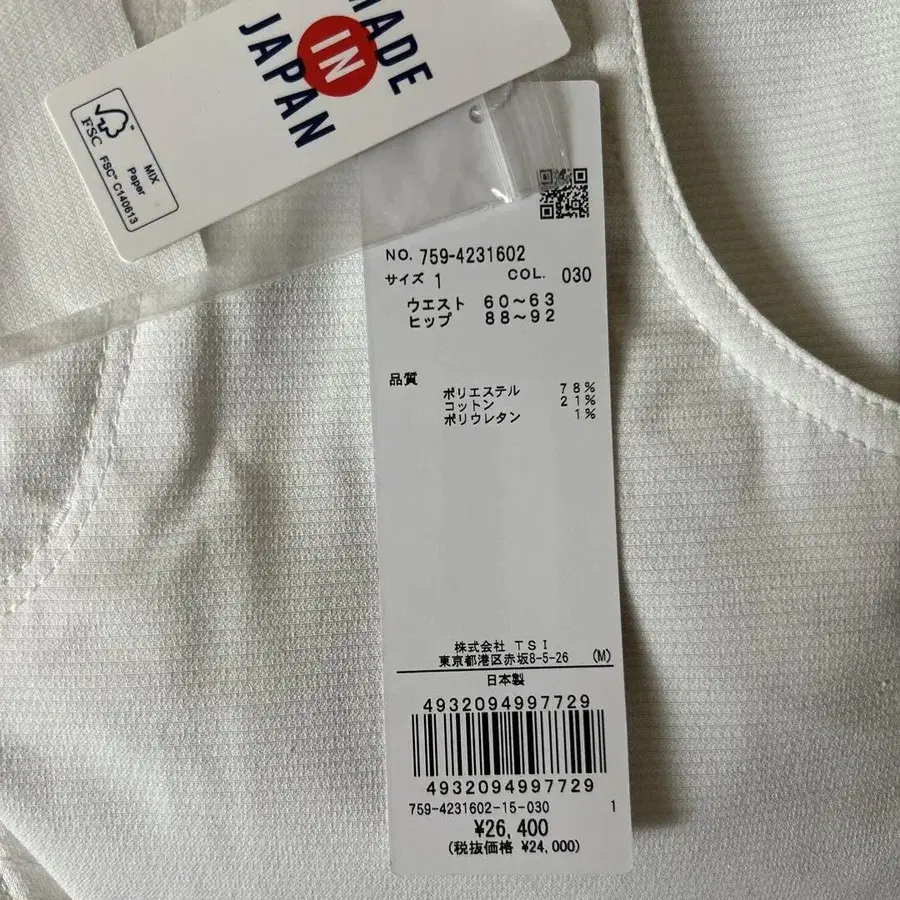 MADE
IN
JAPAN
FSC
MIX
Paper
FSC™ C140613
NO. 759-4231602
サイズ 1 COL. 030
ウエスト 60~63
ヒップ 88~92
品質
ポリエステル 78%
コットン 21%
ポリウレタン 1%
株式会社 TSI
東京都港区赤坂8-5-26 (M)
日本製
4932094997729
4932094997729
759-4231602-15-030 1
¥26,400
(税抜価格 ¥24,000)